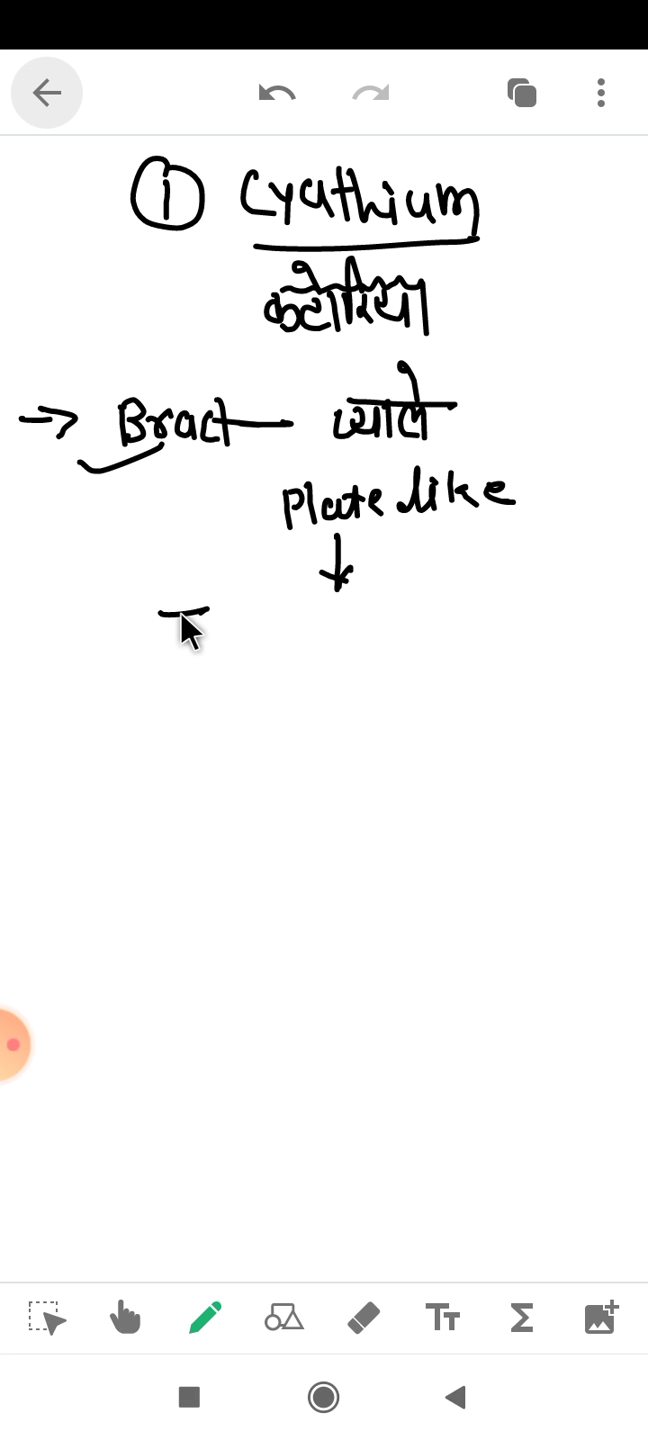 ① Cyathium
कटोरिया
→ Bract — प्याले
Plate like
↓